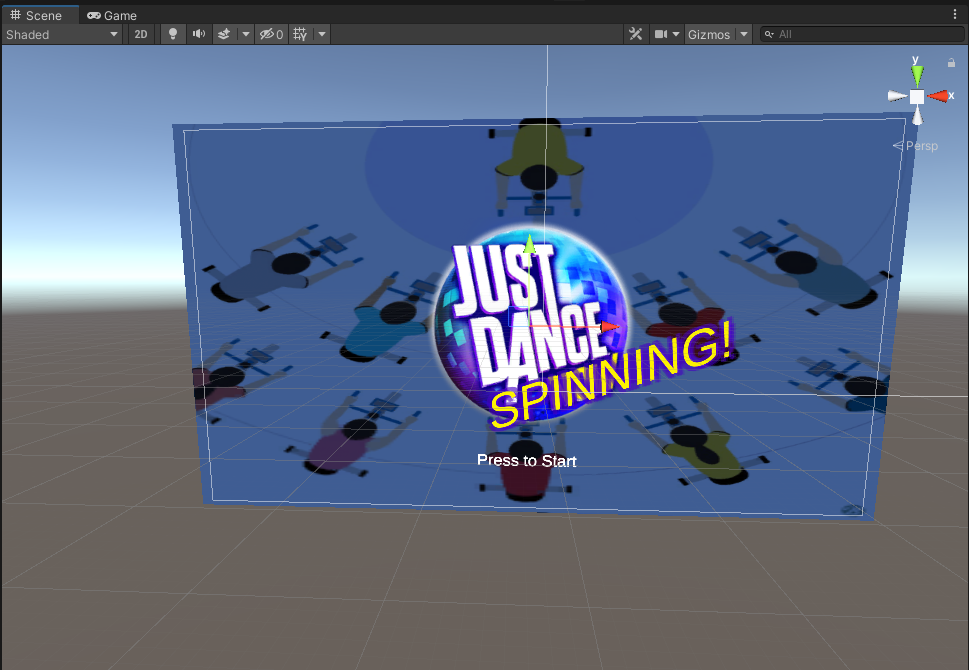 Scene
Game
Shaded
2D
0
Gizmos
All
y
x
Persp
JUST
DANCE
SPINNING!
Press to Start